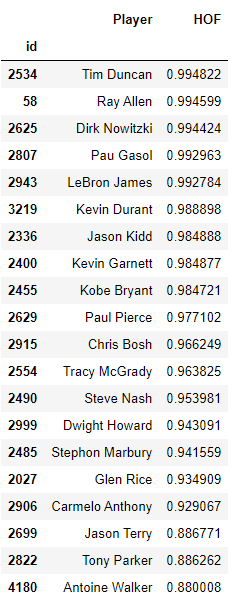 Player HOF
id
2534 Tim Duncan 0.994822
58 Ray Allen 0.994599
2625 Dirk Nowitzki 0.994424
2807 Pau Gasol 0.992963
2943 LeBron James 0.992784
3219 Kevin Durant 0.988898
2336 Jason Kidd 0.984888
2400 Kevin Garnett 0.984877
2455 Kobe Bryant 0.984721
2629 Paul Pierce 0.977102
2915 Chris Bosh 0.966249
2554 Tracy McGrady 0.963825
2490 Steve Nash 0.953981
2999 Dwight Howard 0.943091
2485 Stephon Marbury 0.941559
2027 Glen Rice 0.934909
2906 Carmelo Anthony 0.929067
2699 Jason Terry 0.886771
2822 Tony Parker 0.886262
4180 Antoine Walker 0.880008